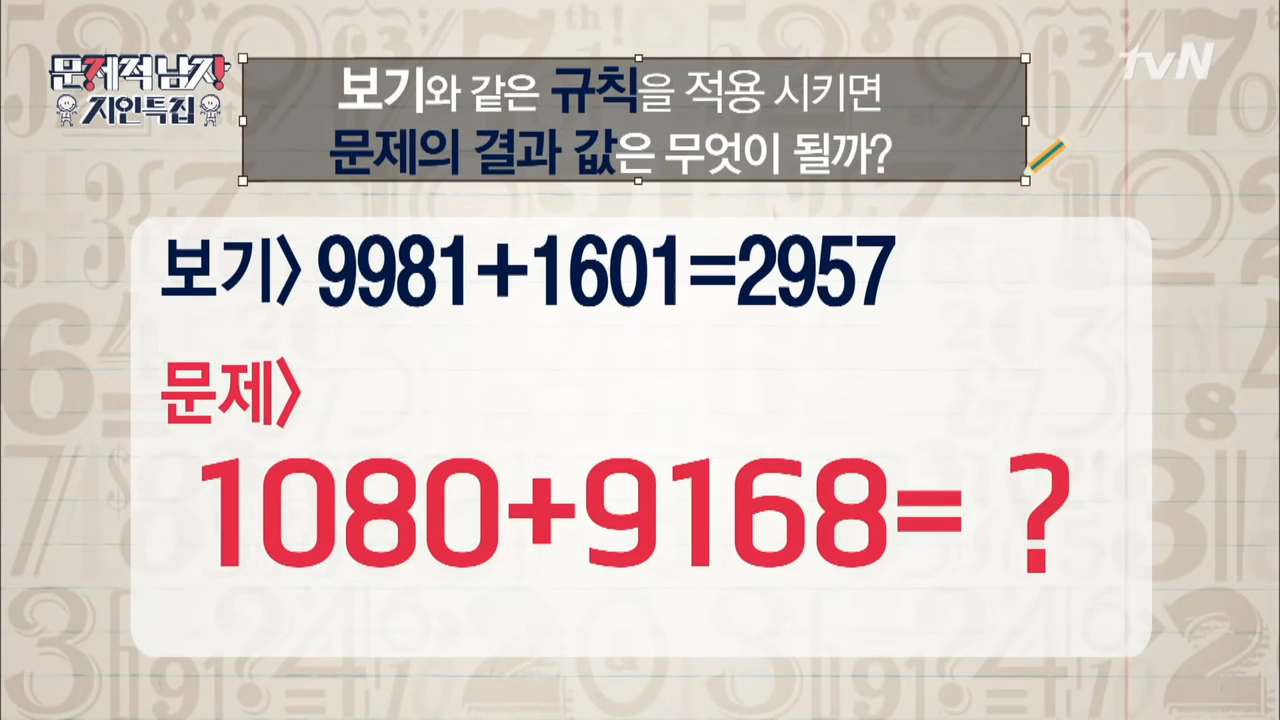 문제적남자
지인특집
tvN
보기와 같은 규칙을 적용 시키면
문제의 결과 값은 무엇이 될까?
보기> 9981+1601=2957
문제>
1080+9168= ?